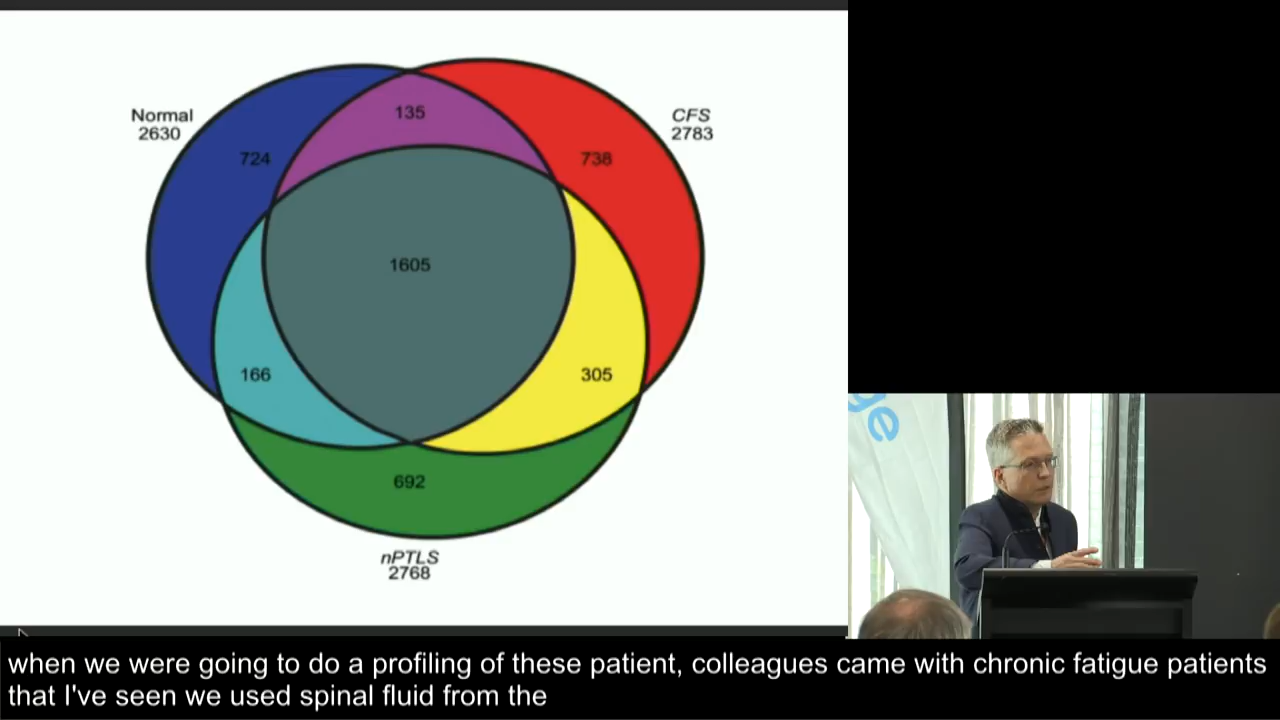 Normal
2630
CFS
2783
135
724
738
1605
166
305
692
nPTLS
2768
ge
when we were going to do a profiling of these patient, colleagues came with chronic fatigue patients
that I've seen we used spinal fluid from the